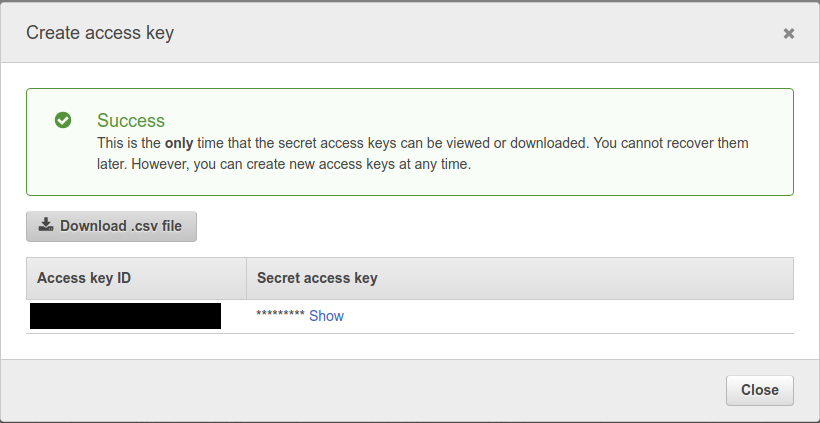 Create access key
Success
This is the only time that the secret access keys can be viewed or downloaded. You cannot recover them
later. However, you can create new access keys at any time.
Download .csv file
Access key ID Secret access key
********* Show
Close